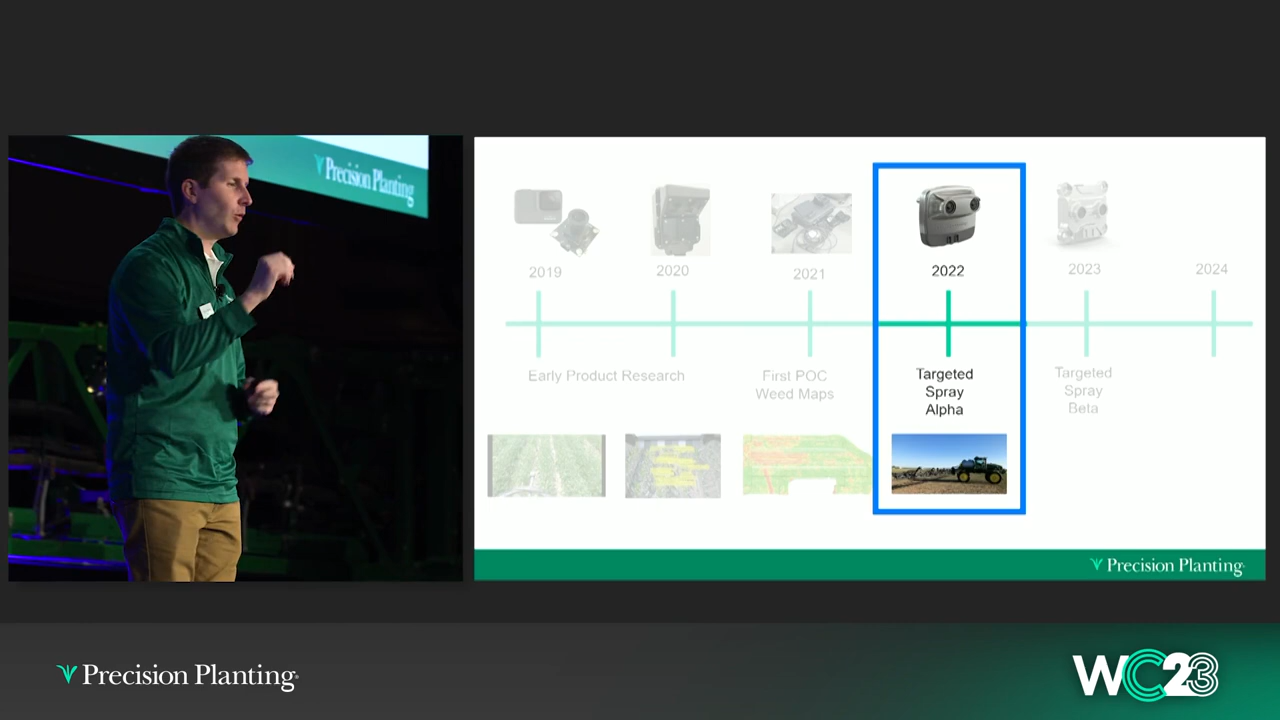 Precision Planting
2019
2020
2021
2022
2023
2024
Early Product Research
First POC
Weed Maps
Targeted
Spray
Alpha
Targeted
Spray
Beta
Precision Planting
Precision Planting
WC23